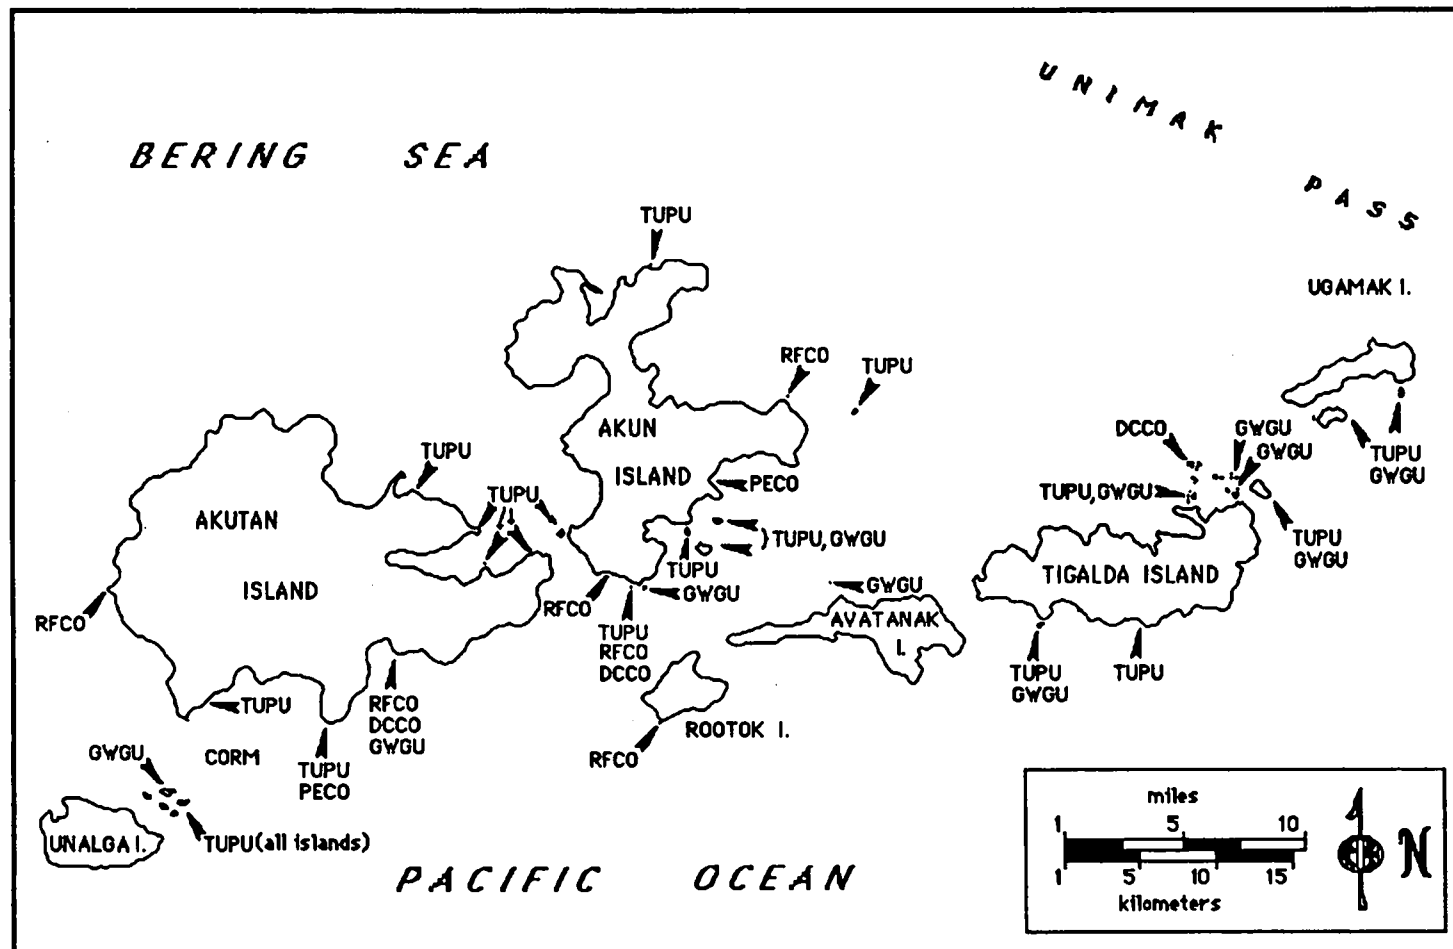 UNIMAK PASS
BERING SEA
TUPU
UGAMAK I.
RFCO
TUPU
AKUN
ISLAND
DCCO
GWGU
GWGU
TUPU
GWGU
TUPU
TUPU
PECO
TUPU, GWGU
AKUTAN
ISLAND
}TUPU, GWGU
TUPU
GWGU
TUPU
TIGALDA ISLAND
GWGU
GWGU
RFCO
RFCO
AVATANAK
I.
TUPU
RFCO
DCCO
TUPU
GWGU
TUPU
TUPU
RFCO
DCCO
GWGU
ROOTOK I.
RFCO
CORM
GWGU
TUPU
PECO
UNALGA I.
TUPU(all islands)
PACIFIC OCEAN
miles
1 5 10
1 5 10 15
kilometers
N